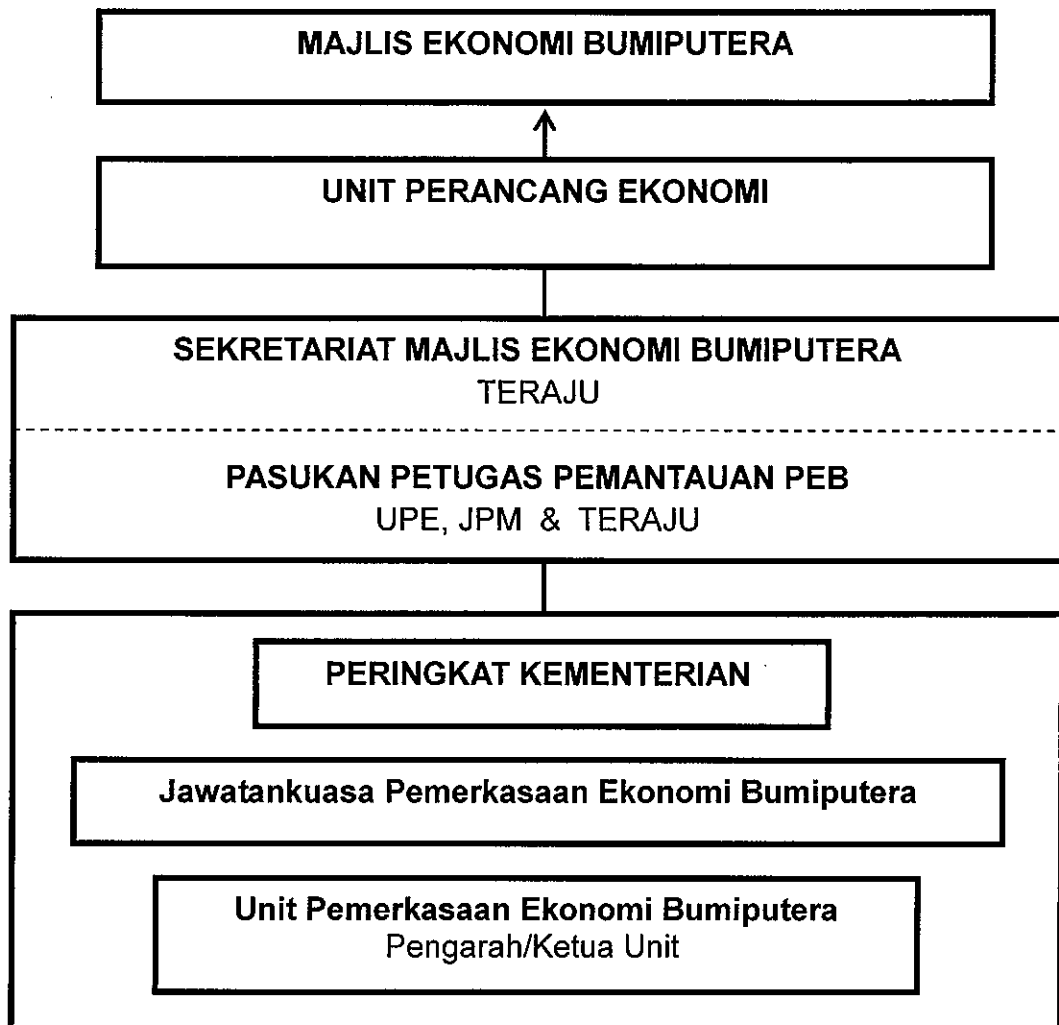 MAJLIS EKONOMI BUMIPUTERA
UNIT PERANCANG EKONOMI
SEKRETARIAT MAJLIS EKONOMI BUMIPUTERA
TERAJU
PASUKAN PETUGAS PEMANTAUAN PEB
UPE, JPM & TERAJU
PERINGKAT KEMENTERIAN
Jawatankuasa Pemerkasaan Ekonomi Bumiputera
Unit Pemerkasaan Ekonomi Bumiputera
Pengarah/Ketua Unit